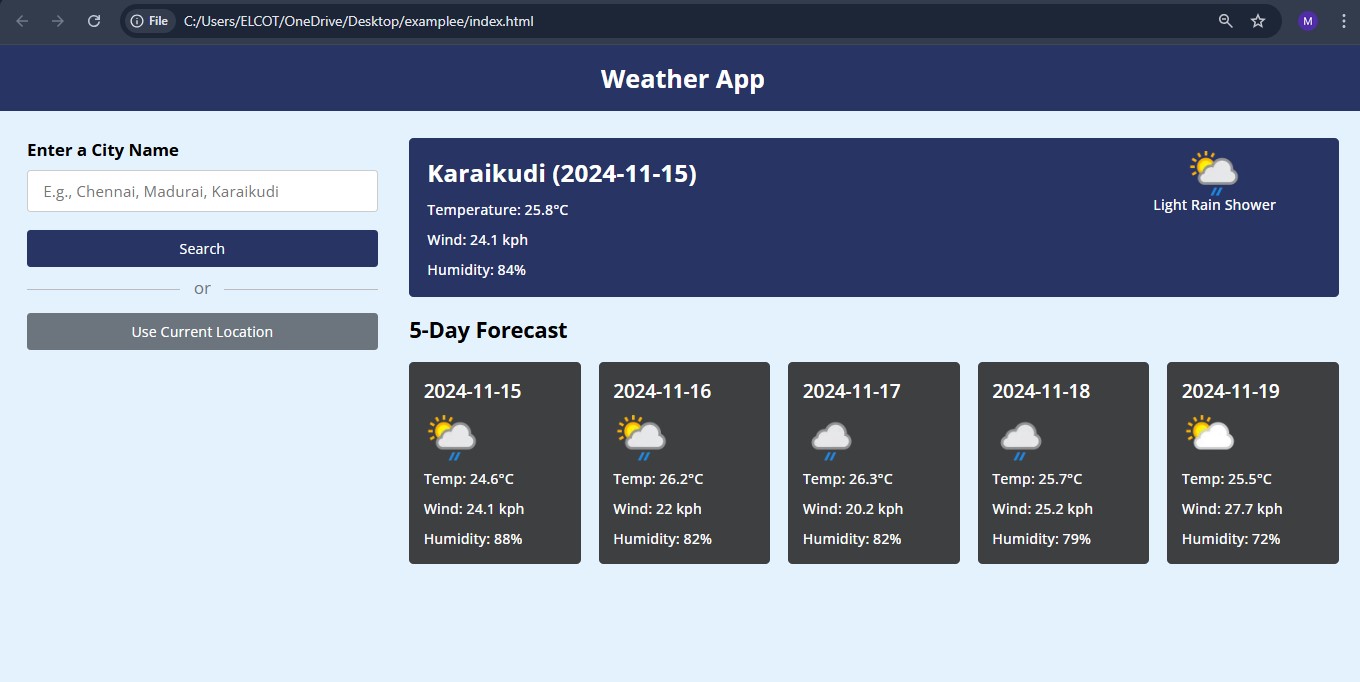 File C:/Users/ELCOT/OneDrive/Desktop/examplee/index.html M
Weather App
Enter a City Name
E.g., Chennai, Madurai, Karaikudi
Search
or
Use Current Location
Karaikudi (2024-11-15)
Temperature: 25.8°C
Wind: 24.1 kph
Humidity: 84%
Light Rain Shower
5-Day Forecast
2024-11-15
Temp: 24.6°C
Wind: 24.1 kph
Humidity: 88%
2024-11-16
Temp: 26.2°C
Wind: 22 kph
Humidity: 82%
2024-11-17
Temp: 26.3°C
Wind: 20.2 kph
Humidity: 82%
2024-11-18
Temp: 25.7°C
Wind: 25.2 kph
Humidity: 79%
2024-11-19
Temp: 25.5°C
Wind: 27.7 kph
Humidity: 72%